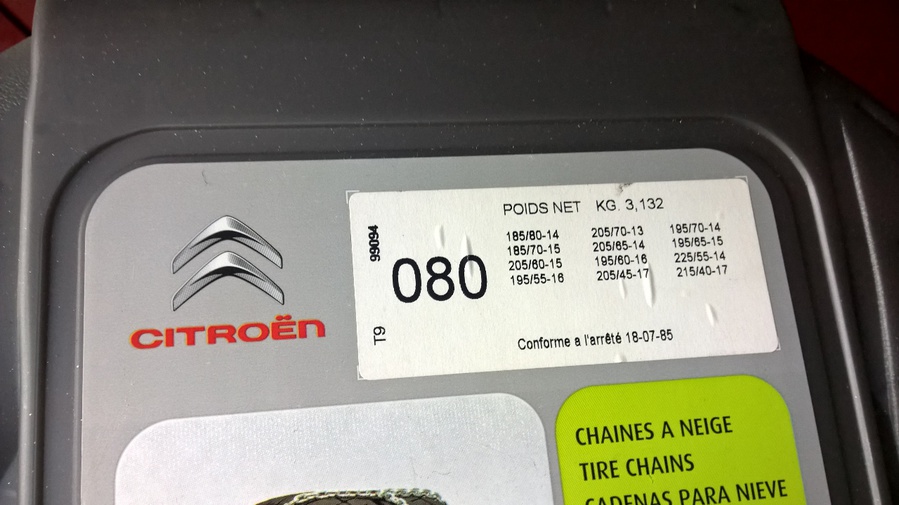 CITROËN
99094
T9
080
POIDS NET KG. 3,132
185/80-14 205/70-13 195/70-14
185/70-15 205/65-14 195/65-15
205/60-15 195/60-16 225/55-14
195/55-16 205/45-17 215/40-17
Conforme a l'arrêté 18-07-85
CHAINES A NEIGE
TIRE CHAINS
CADENAS PARA NIEVE